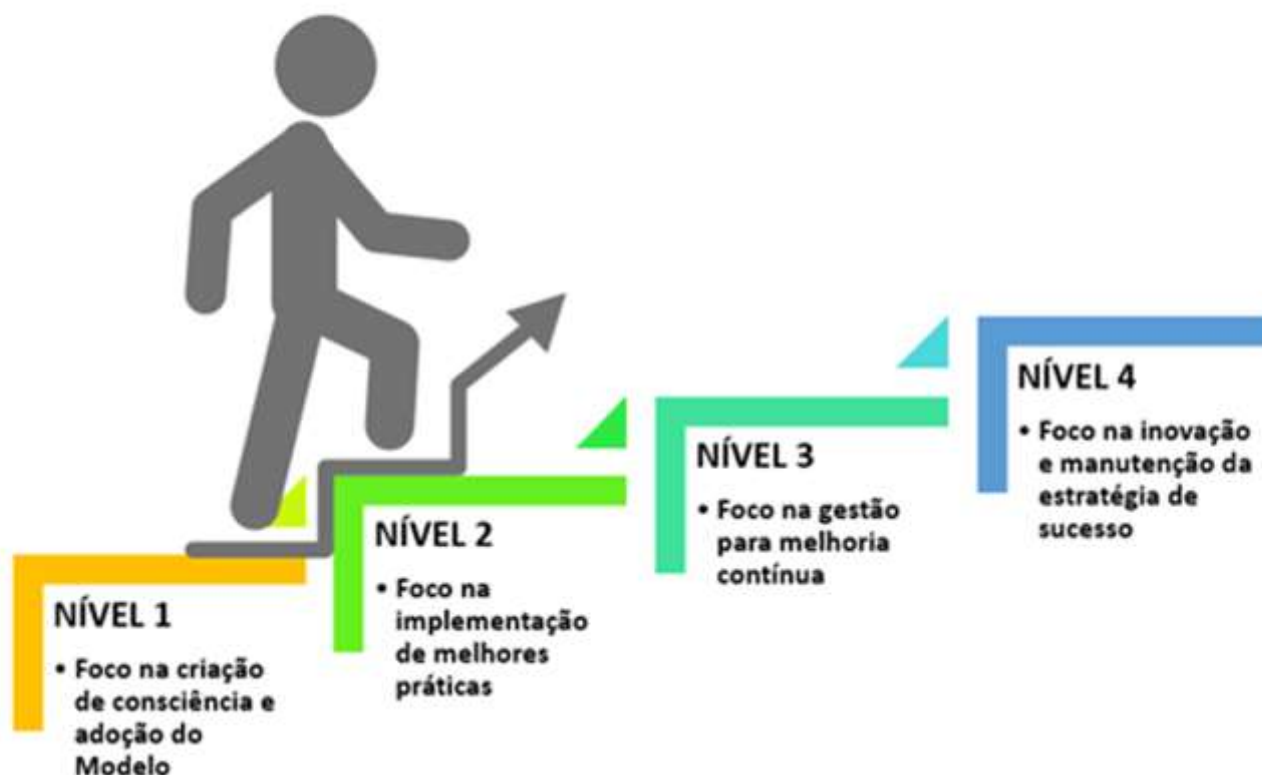 NÍVEL 1
• Foco na criação
de consciência e
adoção do
Modelo
NÍVEL 2
• Foco na
implementação
de melhores
práticas
NÍVEL 3
• Foco na gestão
para melhoria
contínua
NÍVEL 4
• Foco na inovação
e manutenção da
estratégia de
sucesso